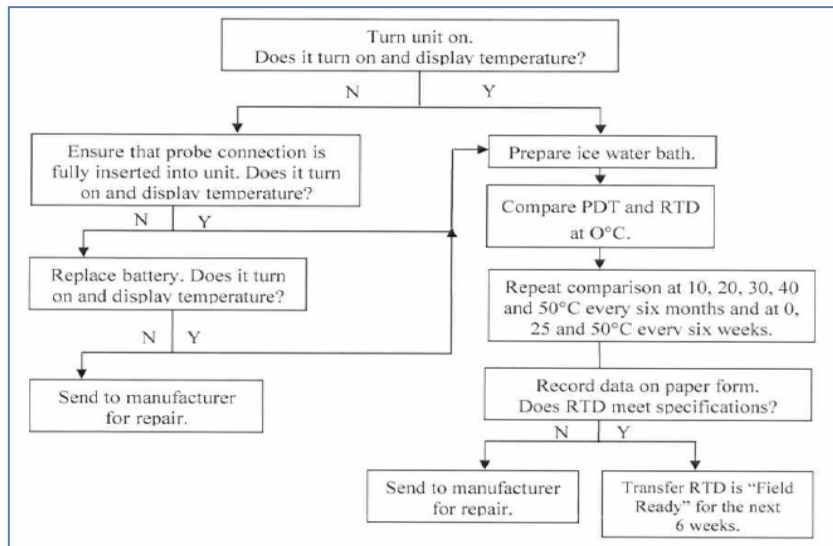 Turn unit on.
Does it turn on and display temperature?
N Y
Ensure that probe connection is
fully inserted into unit. Does it turn
on and display temperature?
Prepare ice water bath.
N Y
Compare PDT and RTD
at O°C.
Replace battery. Does it turn
on and display temperature?
Repeat comparison at 10, 20, 30, 40
and 50°C every six months and at 0,
25 and 50°C every six weeks.
N Y
Send to manufacturer
for repair.
Record data on paper form.
Does RTD meet specifications?
N Y
Send to manufacturer
for repair.
Transfer RTD is “Field
Ready” for the next
6 weeks.